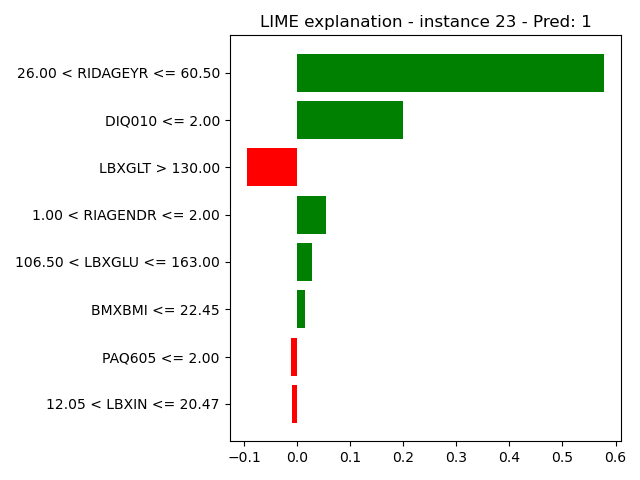 LIME explanation - instance 23 - Pred: 1
26.00 < RIDAGEYR <= 60.50
DIQ010 <= 2.00
LBXGLT > 130.00
1.00 < RIAGENDR <= 2.00
106.50 < LBXGLU <= 163.00
BMXBMI <= 22.45
PAQ605 <= 2.00
12.05 < LBXIN <= 20.47
−0.1 0.0 0.1 0.2 0.3 0.4 0.5 0.6